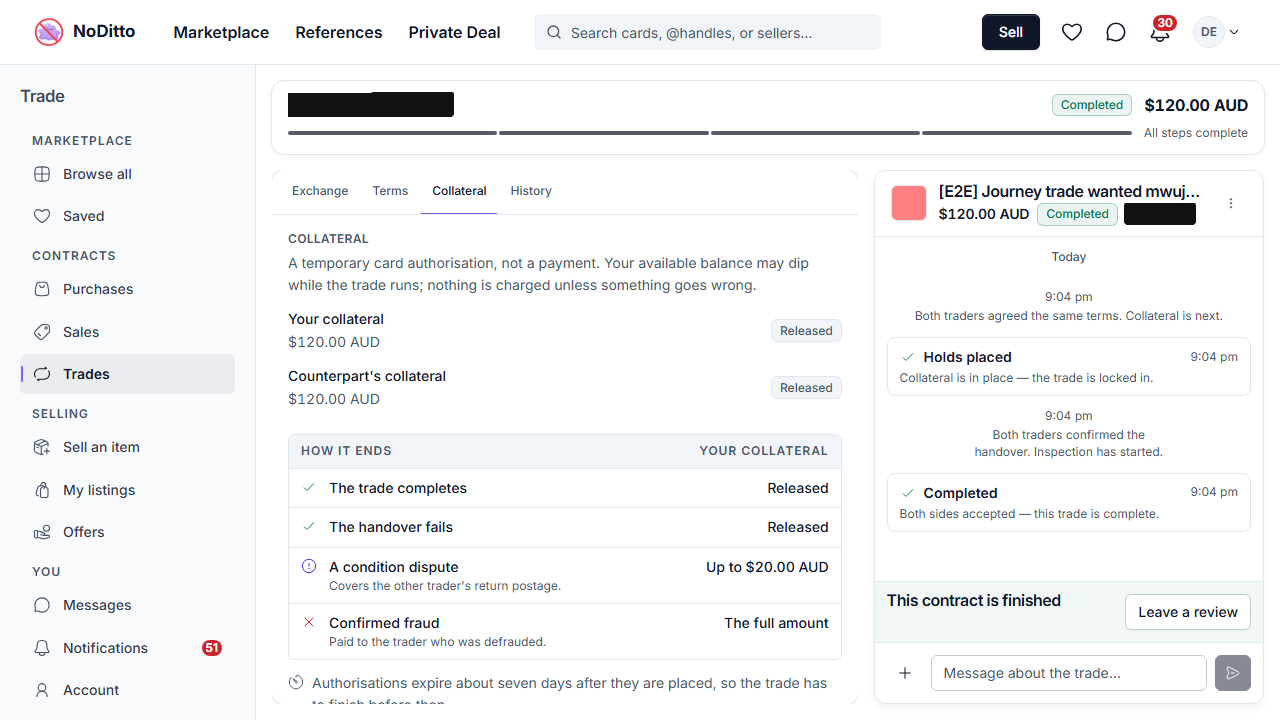 NoDitto
Marketplace
References
Private Deal
Search cards, @handles, or sellers...
Sell
30
DE
Trade
MARKETPLACE
Browse all
Saved
CONTRACTS
Purchases
Sales
Trades
SELLING
Sell an item
My listings
Offers
YOU
Messages
Notifications
51
Account
Completed
$120.00 AUD
All steps complete
Exchange
Terms
Collateral
History
COLLATERAL
A temporary card authorisation, not a payment. Your available balance may dip
while the trade runs; nothing is charged unless something goes wrong.
Your collateral
$120.00 AUD
Released
Counterpart's collateral
$120.00 AUD
Released
HOW IT ENDS
YOUR COLLATERAL
The trade completes
Released
The handover fails
Released
A condition dispute
Up to $20.00 AUD
Covers the other trader's return postage.
Confirmed fraud
The full amount
Paid to the trader who was defrauded.
Authorisations expire about seven days after they are placed, so the trade has
to finish before then.
[E2E] Journey trade wanted mwuj...
$120.00 AUD
Completed
Today
9:04 pm
Both traders agreed the same terms. Collateral is next.
Holds placed
9:04 pm
Collateral is in place — the trade is locked in.
9:04 pm
Both traders confirmed the
handover. Inspection has started.
Completed
9:04 pm
Both sides accepted — this trade is complete.
This contract is finished
Leave a review
Message about the trade...